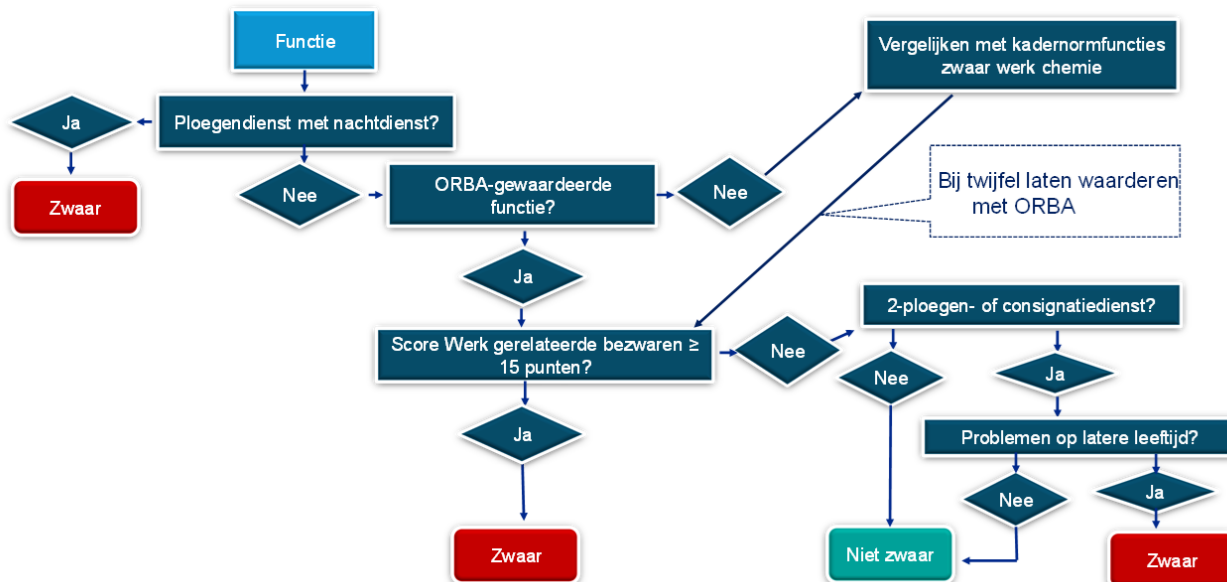 Functie
Vergelijken met kadernormfuncties
zwaar werk chemie
Ja
Ploegendienst met nachtdienst?
Zwaar
Nee
ORBA-gewaardeerde
functie?
Nee
Bij twijfel laten waarderen
met ORBA
Ja
2-ploegen- of consignatiedienst?
Score Werk gerelateerde bezwaren ≥
15 punten?
Nee
Nee
Ja
Ja
Problemen op latere leeftijd?
Nee
Ja
Zwaar
Niet zwaar
Zwaar